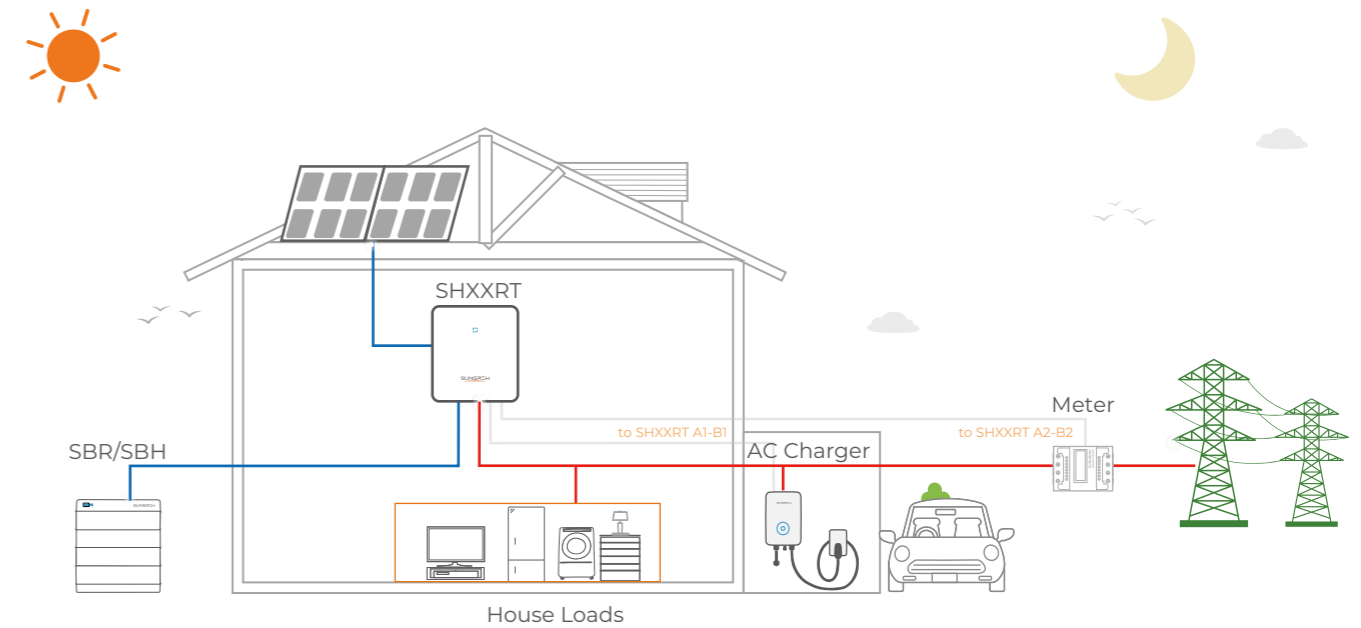 SHXXRT
SUNGROW
Meter
to SHXXRT A1-B1
to SHXXRT A2-B2
SBR/SBH
AC Charger
SUNGROW
House Loads